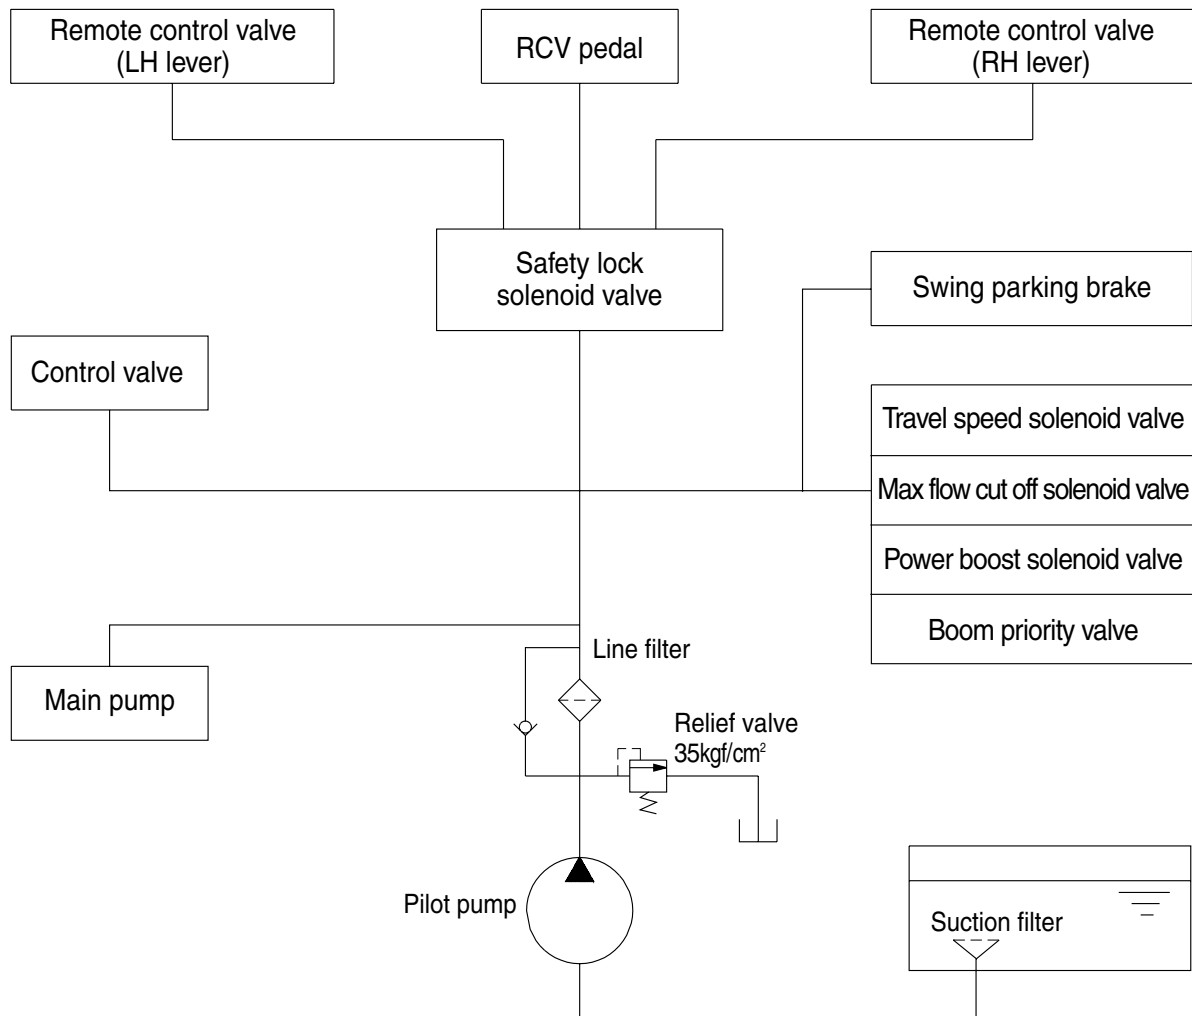 Remote control valve
(LH lever)
RCV pedal
Remote control valve
(RH lever)
Safety lock
solenoid valve
Swing parking brake
Control valve
Travel speed solenoid valve
Max flow cut off solenoid valve
Power boost solenoid valve
Boom priority valve
Main pump
Line filter
Relief valve
35kgf/cm²
Pilot pump
Suction filter